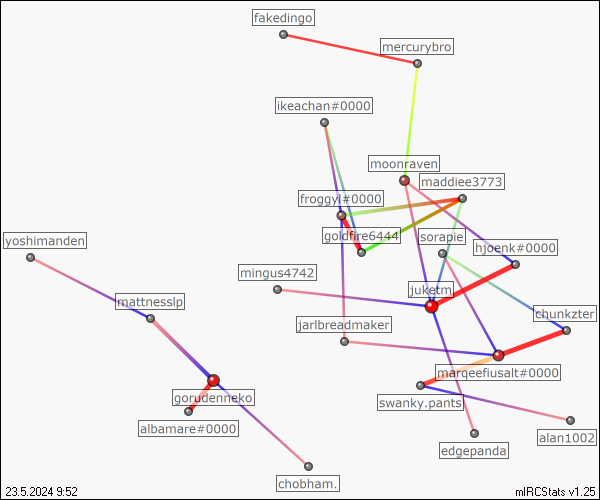 fakedingo
mercurybro
ikeachan#0000
moonraven
maddiee3773
froggyl#0000
goldfire6444
sorapie
yoshimanden
hjoenk#0000
mingus4742
juketm
mattnesslp
chunkzter
jarlbreadmaker
marqeefiusalt#0000
gorudenneko
swanky.pants
albamare#0000
alan1002
edgepanda
chobham.
23.5.2024 9:52
mIRCStats v1.25